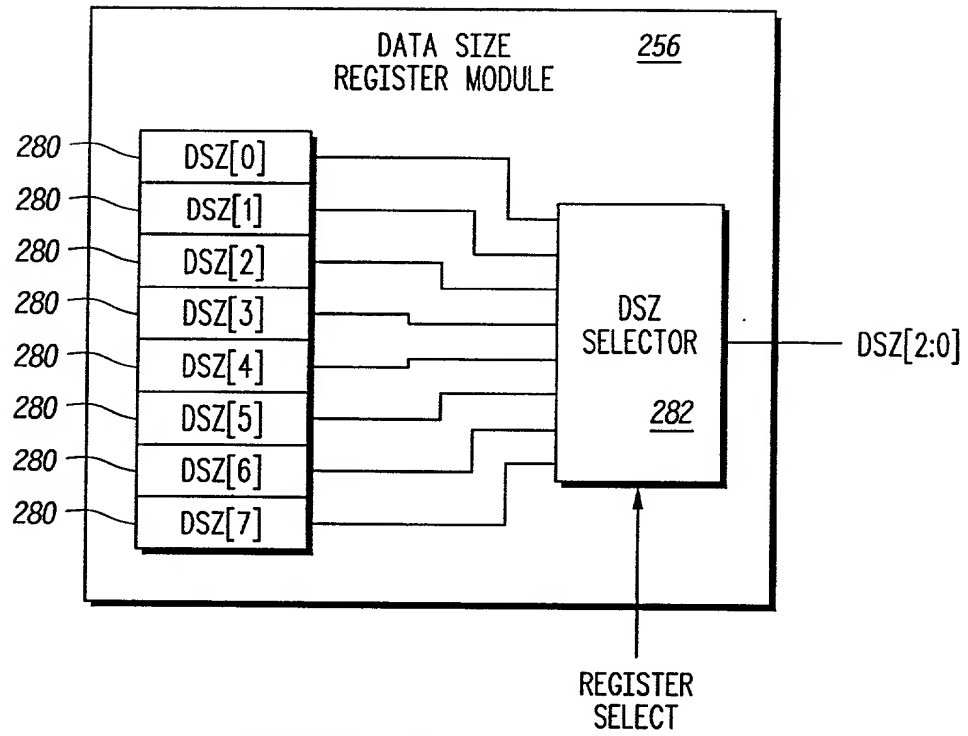 DATA SIZE
REGISTER MODULE
256
280
DSZ[0]
280
DSZ[1]
280
DSZ[2]
280
DSZ[3]
280
DSZ[4]
280
DSZ[5]
280
DSZ[6]
280
DSZ[7]
DSZ
SELECTOR
282
DSZ[2:0]
REGISTER
SELECT